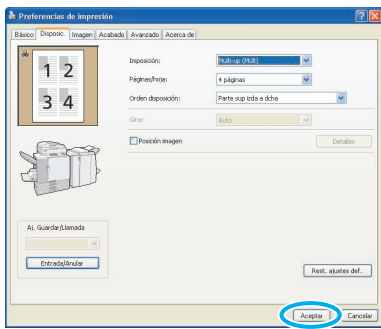 Preferencias de impresión
Básico Disposic. Imagen Acabado Avanzado Acerca de
1 2
3 4
Imposición: Multi-up (Múlt)
Páginas/hoja: 4 páginas
Orden disposición: Parte sup izda a dcha
Girar: Auto
Posición imagen Detalles
Aj. Guardar/Llamada
Entrada/Anular
Rest. ajustes def.
Aceptar Cancelar